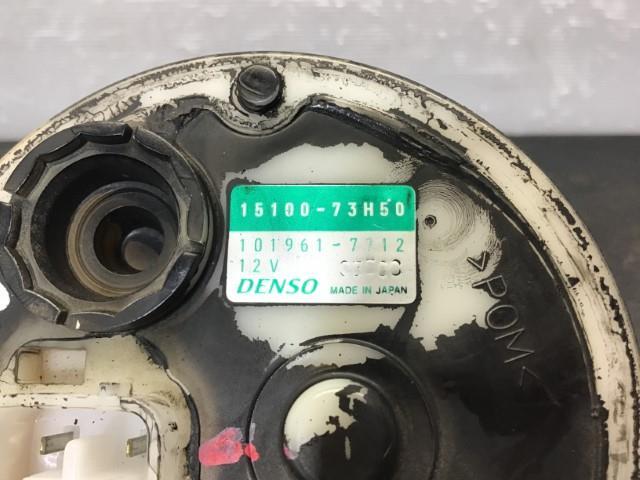 15100-73H50
101961-7712
12V
DENSO MADE IN JAPAN
>POM<